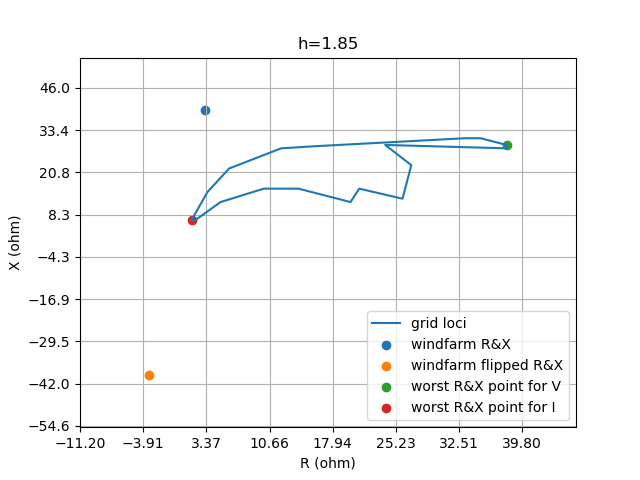 h=1.85
46.0
33.4
20.8
8.3
−4.3
−16.9
−29.5
−42.0
−54.6
X (ohm)
grid loci
windfarm R&X
windfarm flipped R&X
worst R&X point for V
worst R&X point for I
−11.20 −3.91 3.37 10.66 17.94 25.23 32.51 39.80
R (ohm)